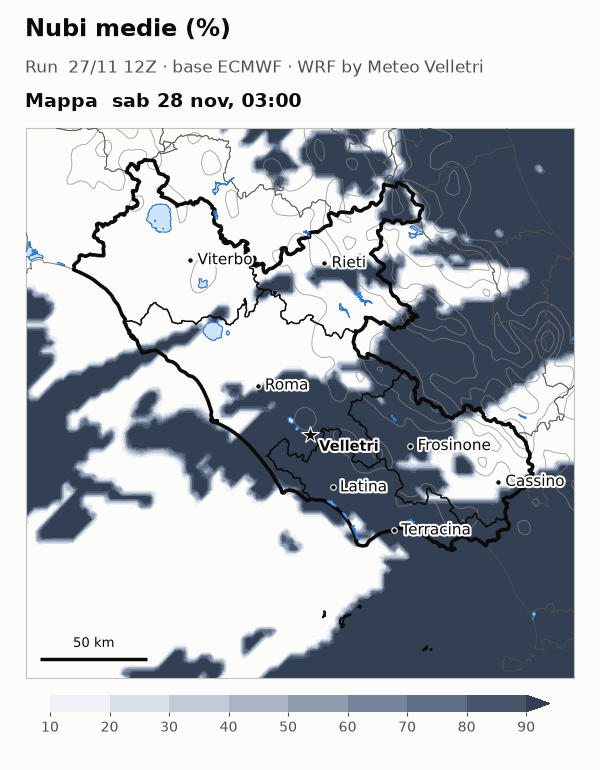 Nubi medie (%)
Run  27/11 12Z · base ECMWF · WRF by Meteo Velletri
Mappa  sab 28 nov, 03:00
Viterbo
Rieti
Roma
Velletri
Frosinone
Cassino
Latina
Terracina
50 km
10 20 30 40 50 60 70 80 90